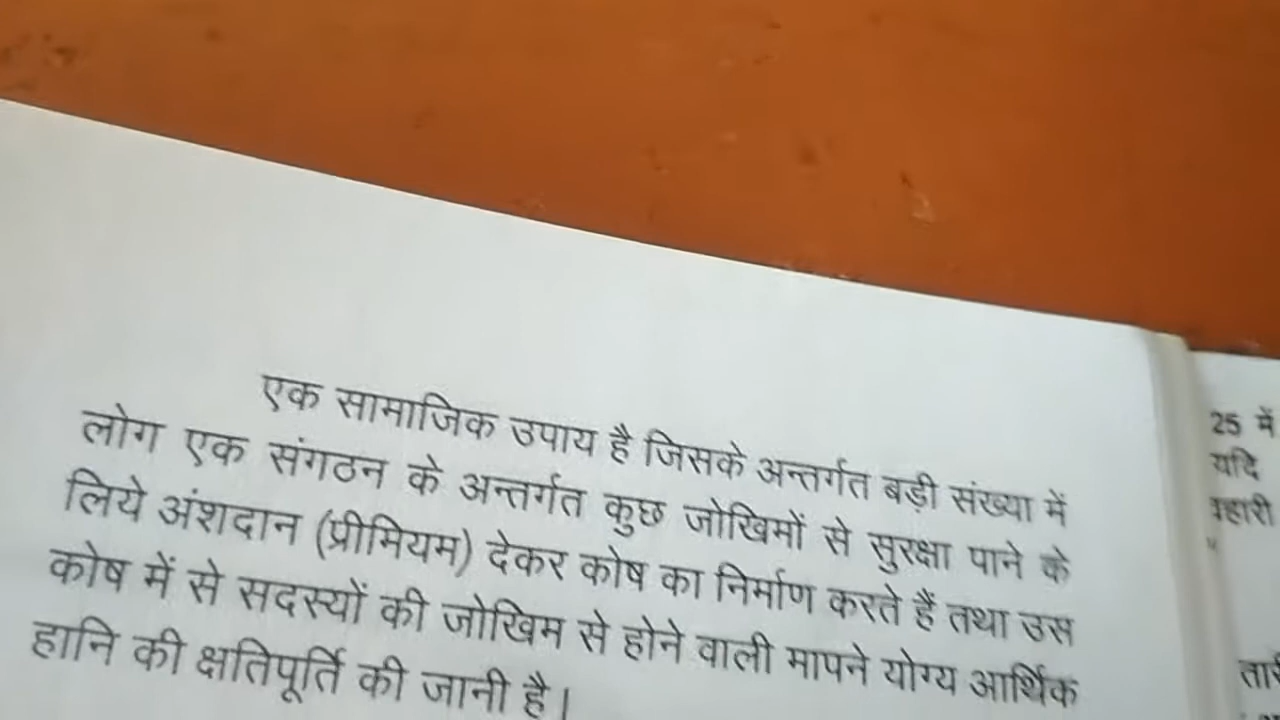 एक सामाजिक उपाय है जिसके अन्तर्गत बड़ी संख्या में
लोग एक संगठन के अन्तर्गत कुछ जोखिमों से सुरक्षा पाने के
लिये अंशदान (प्रीमियम) देकर कोष का निर्माण करते हैं तथा उस
कोष में से सदस्यों की जोखिम से होने वाली मापने योग्य आर्थिक
हानि की क्षतिपूर्ति की जानी है।
25 में
यदि